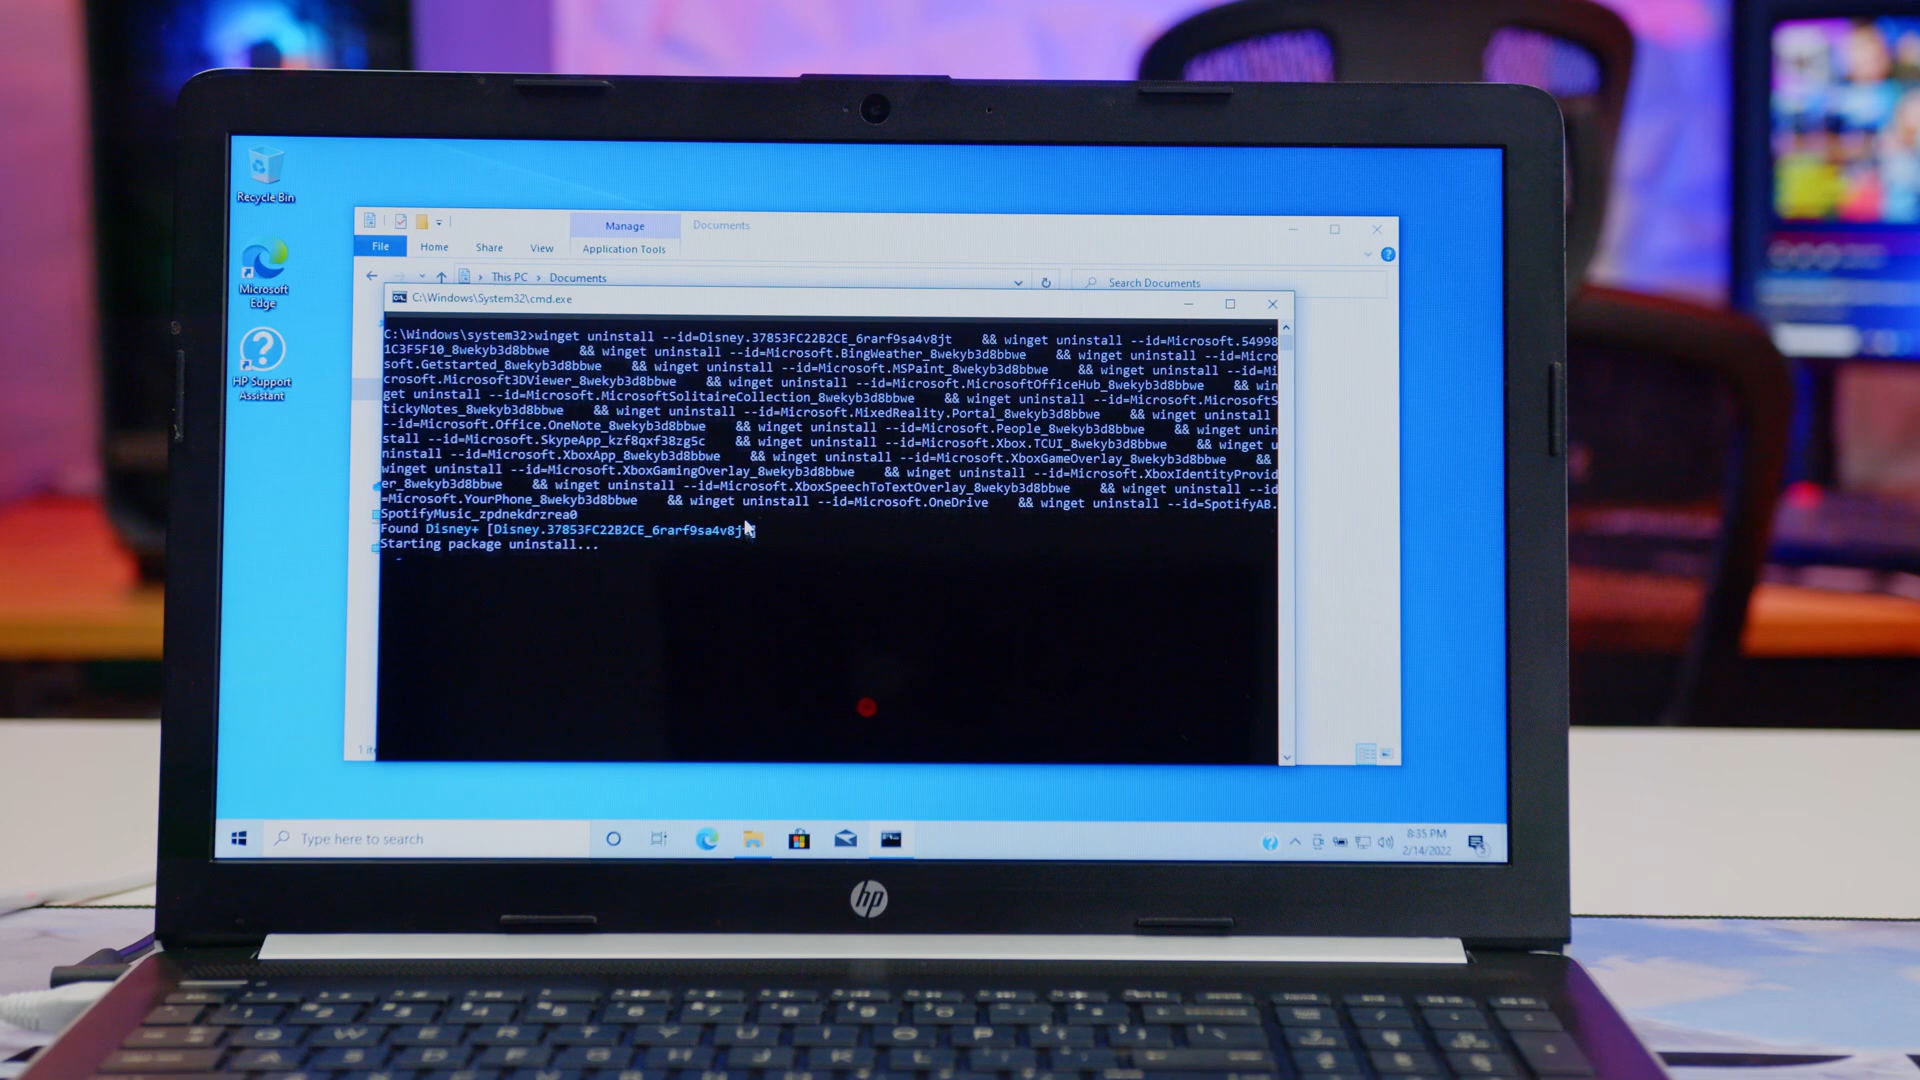 Recycle Bin
Microsoft
Edge
HP Support
Assistant
Manage
Documents
File
Home
Share
View
Application Tools
This PC > Documents
Search Documents
C:\Windows\System32\cmd.exe
C:\Windows\system32>winget uninstall --id=Disney.37853FC22B2CE_6rarf9sa4v8jt && winget uninstall --id=Microsoft.54998
1C3F5F10_8wekyb3d8bbwe && winget uninstall --id=Microsoft.BingWeather_8wekyb3d8bbwe && winget uninstall --id=Micro
soft.Getstarted_8wekyb3d8bbwe && winget uninstall --id=Microsoft.MSPaint_8wekyb3d8bbwe && winget uninstall --id=Mi
crosoft.Microsoft3DViewer_8wekyb3d8bbwe && winget uninstall --id=Microsoft.MicrosoftOfficeHub_8wekyb3d8bbwe && win
get uninstall --id=Microsoft.MicrosoftSolitaireCollection_8wekyb3d8bbwe && winget uninstall --id=Microsoft.MicrosoftS
tickyNotes_8wekyb3d8bbwe && winget uninstall --id=Microsoft.MixedReality.Portal_8wekyb3d8bbwe && winget uninstall
--id=Microsoft.Office.OneNote_8wekyb3d8bbwe && winget uninstall --id=Microsoft.People_8wekyb3d8bbwe && winget unin
stall --id=Microsoft.SkypeApp_kzf8qxf38zg5c && winget uninstall --id=Microsoft.Xbox.TCUI_8wekyb3d8bbwe && winget u
ninstall --id=Microsoft.XboxApp_8wekyb3d8bbwe && winget uninstall --id=Microsoft.XboxGameOverlay_8wekyb3d8bbwe &&
winget uninstall --id=Microsoft.XboxGamingOverlay_8wekyb3d8bbwe && winget uninstall --id=Microsoft.XboxIdentityProvid
er_8wekyb3d8bbwe && winget uninstall --id=Microsoft.XboxSpeechToTextOverlay_8wekyb3d8bbwe && winget uninstall --id
=Microsoft.YourPhone_8wekyb3d8bbwe && winget uninstall --id=Microsoft.OneDrive && winget uninstall --id=SpotifyAB.
SpotifyMusic_zpdnekdrzrea0
Found Disney+ [Disney.37853FC22B2CE_6rarf9sa4v8jt]
Starting package uninstall...
Type here to search
8:35 PM
2/14/2022
hp